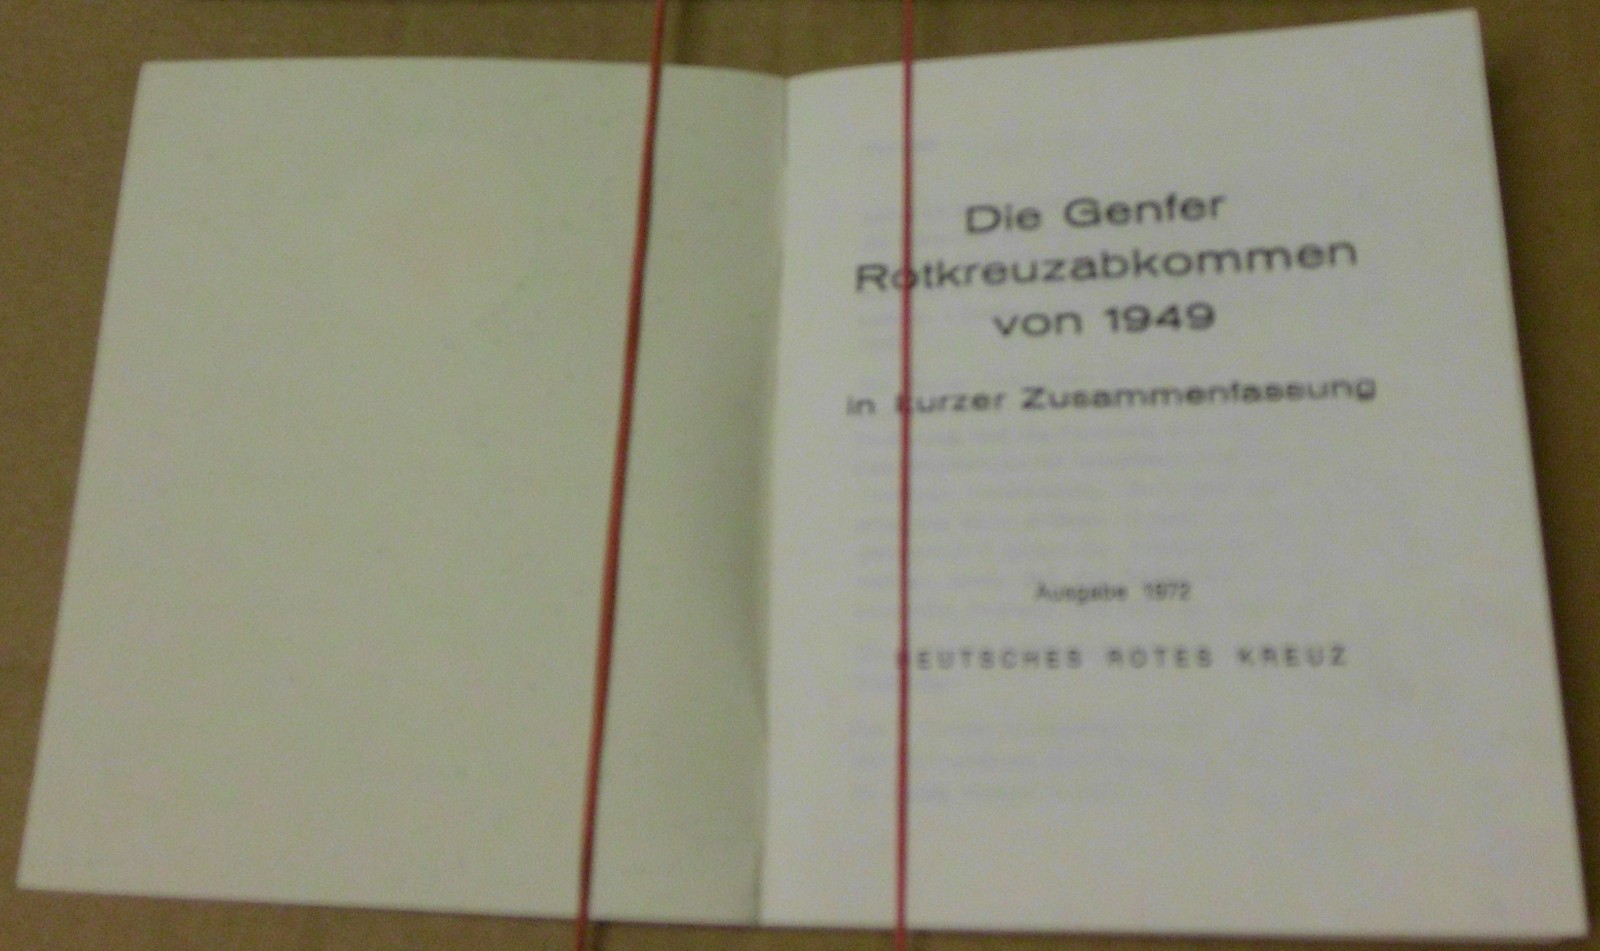 Die Genfer
Rotkreuzabkommen
von 1949
in kurzer Zusammenfassung
Ausgabe 1972
DEUTSCHES ROTES KREUZ